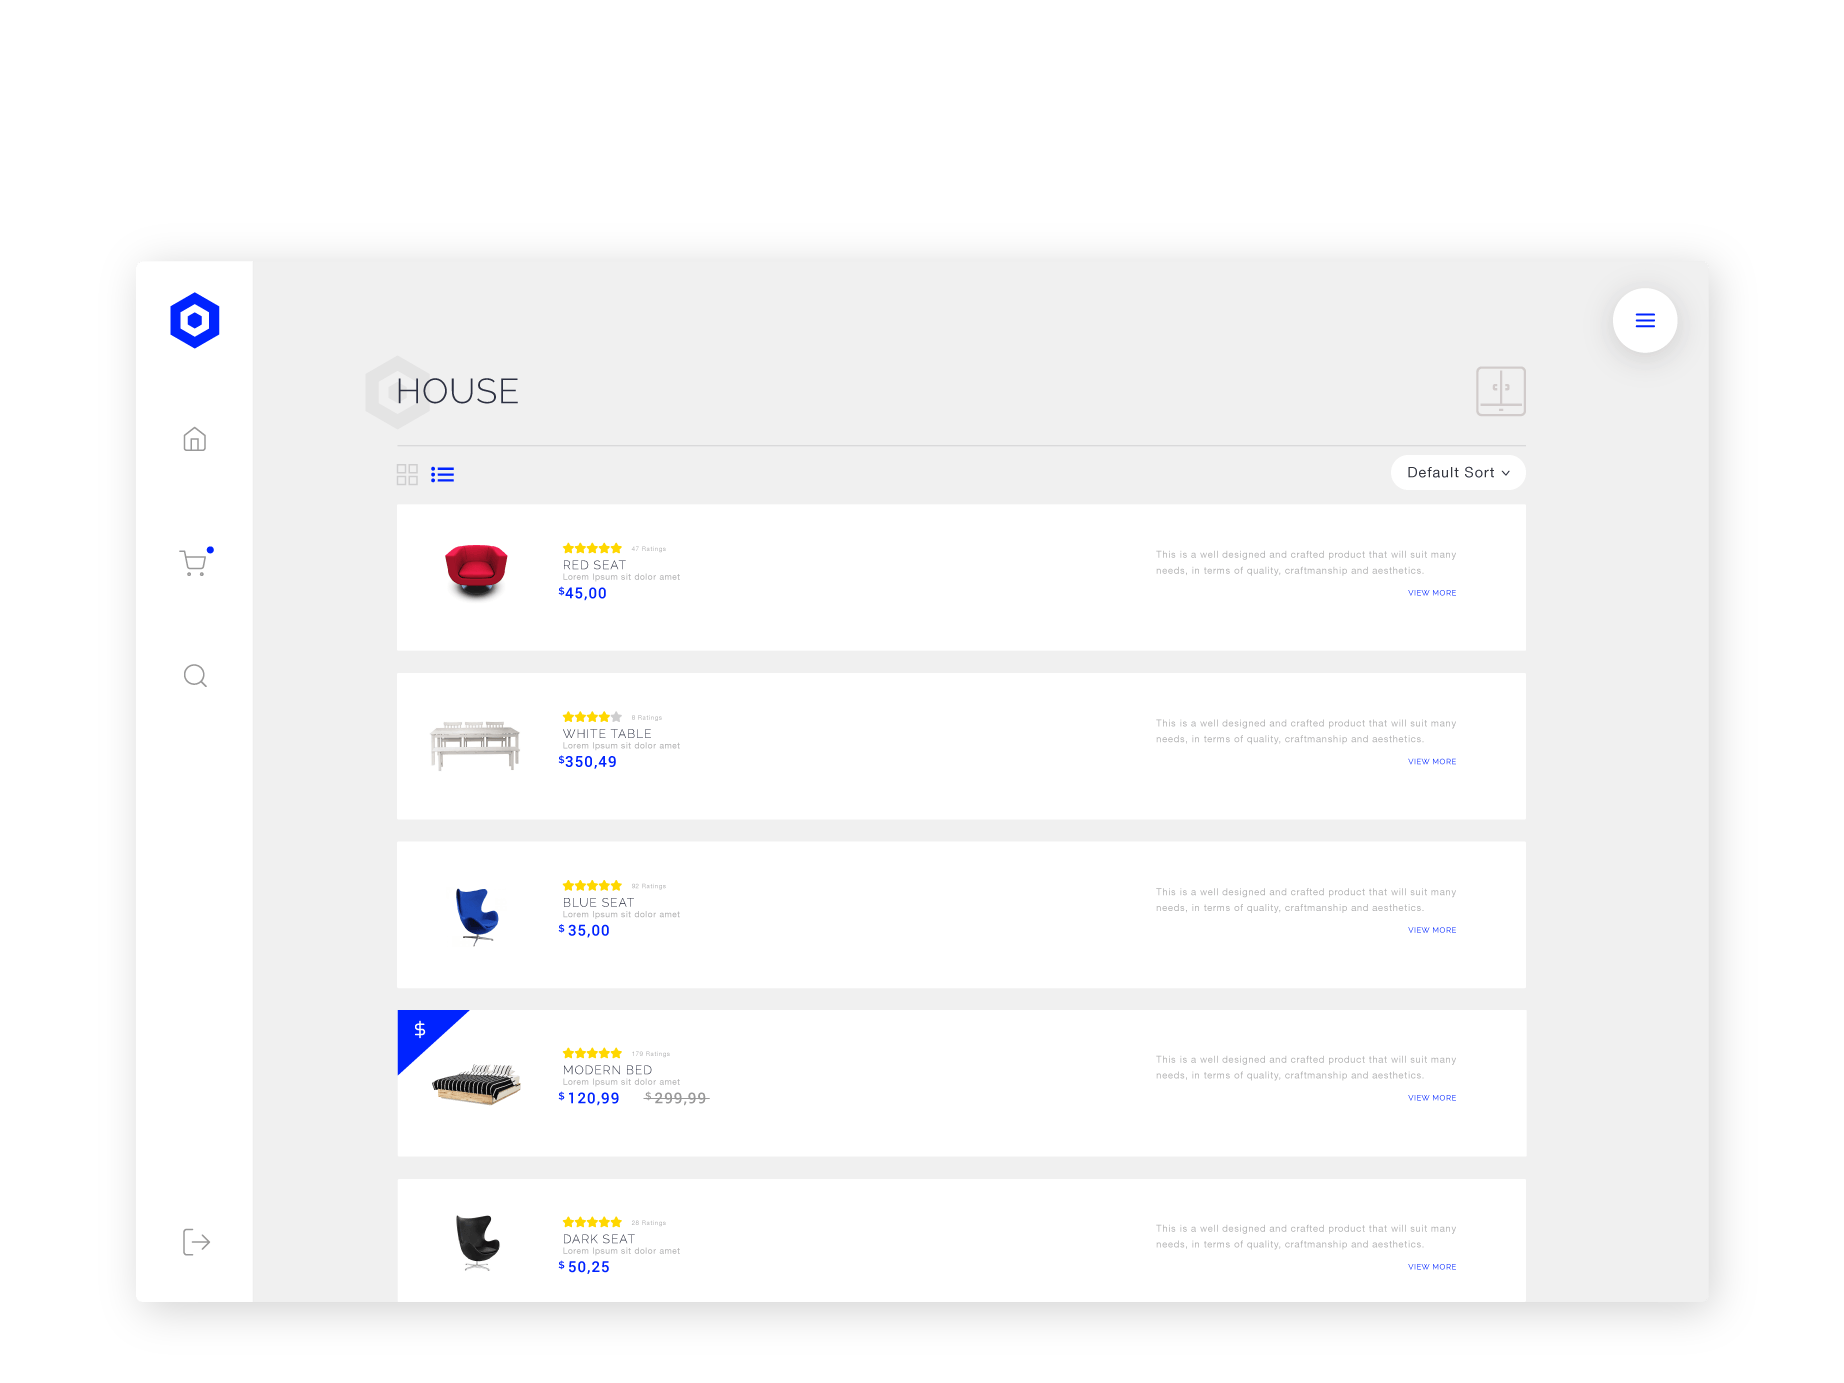 HOUSE
Default Sort
47 Ratings
RED SEAT
Lorem Ipsum sit dolor amet
$45,00
This is a well designed and crafted product that will suit many
needs, in terms of quality, craftmanship and aesthetics.
VIEW MORE
8 Ratings
WHITE TABLE
Lorem Ipsum sit dolor amet
$350,49
This is a well designed and crafted product that will suit many
needs, in terms of quality, craftmanship and aesthetics.
VIEW MORE
92 Ratings
BLUE SEAT
Lorem Ipsum sit dolor amet
$ 35,00
This is a well designed and crafted product that will suit many
needs, in terms of quality, craftmanship and aesthetics.
VIEW MORE
$
179 Ratings
MODERN BED
Lorem Ipsum sit dolor amet
$ 120,99 $ 299,99
This is a well designed and crafted product that will suit many
needs, in terms of quality, craftmanship and aesthetics.
VIEW MORE
28 Ratings
DARK SEAT
Lorem Ipsum sit dolor amet
$ 50,25
This is a well designed and crafted product that will suit many
needs, in terms of quality, craftmanship and aesthetics.
VIEW MORE